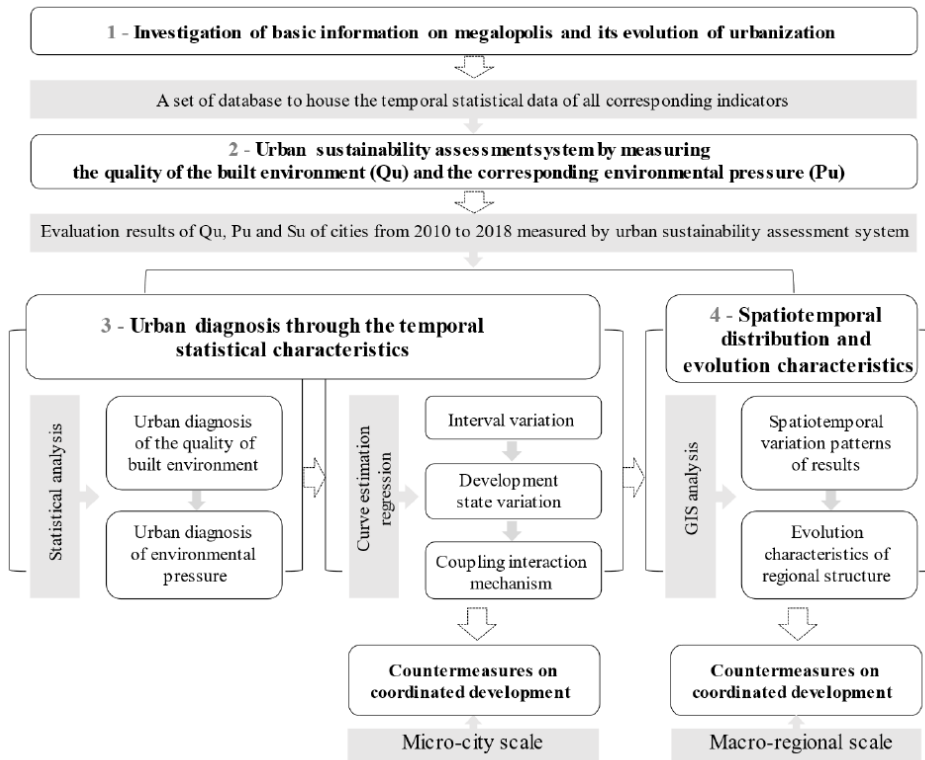 1 - Investigation of basic information on megalopolis and its evolution of urbanization
A set of database to house the temporal statistical data of all corresponding indicators
2 - Urban sustainability assessment system by measuring
the quality of the built environment (Qu) and the corresponding environmental pressure (Pu)
Evaluation results of Qu, Pu and Su of cities from 2010 to 2018 measured by urban sustainability assessment system
3 - Urban diagnosis through the temporal
statistical characteristics
Statistical analysis
Urban diagnosis
of the quality of
built environment
Urban diagnosis
of environmental
pressure
Curve estimation
regression
Interval variation
Development
state variation
Coupling interaction
mechanism
4 - Spatiotemporal
distribution and
evolution characteristics
GIS analysis
Spatiotemporal
variation patterns
of results
Evolution
characteristics of
regional structure
Countermeasures on
coordinated development
Micro-city scale
Countermeasures on
coordinated development
Macro-regional scale